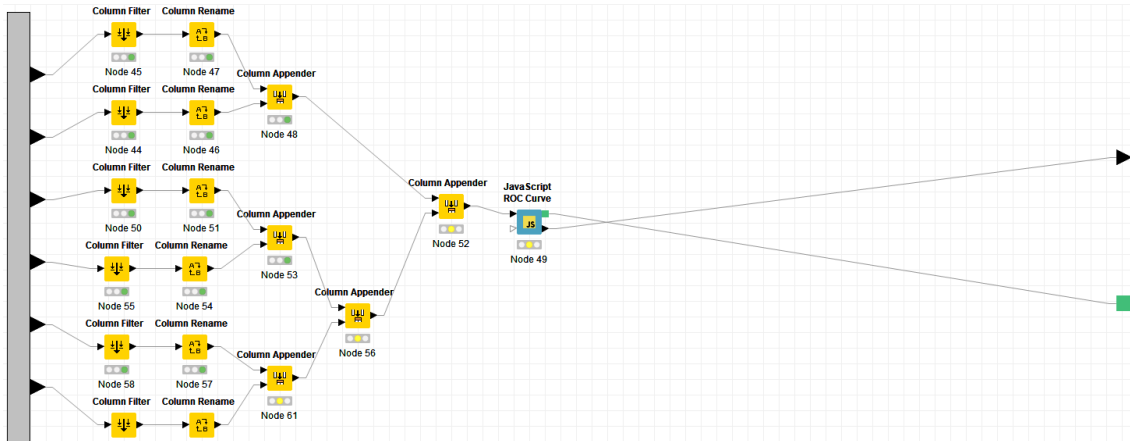 Column Filter
Column Rename
Node 45
Node 47
Column Appender
Column Filter
Column Rename
Node 48
Node 44
Node 46
Column Filter
Column Rename
Node 50
Node 51
Column Appender
Column Filter
Column Rename
Node 53
Node 55
Node 54
Column Appender
Node 52
JavaScript
ROC Curve
JS
Node 49
Column Appender
Node 56
Column Filter
Column Rename
Node 58
Node 57
Column Appender
Node 61
Column Filter
Column Rename